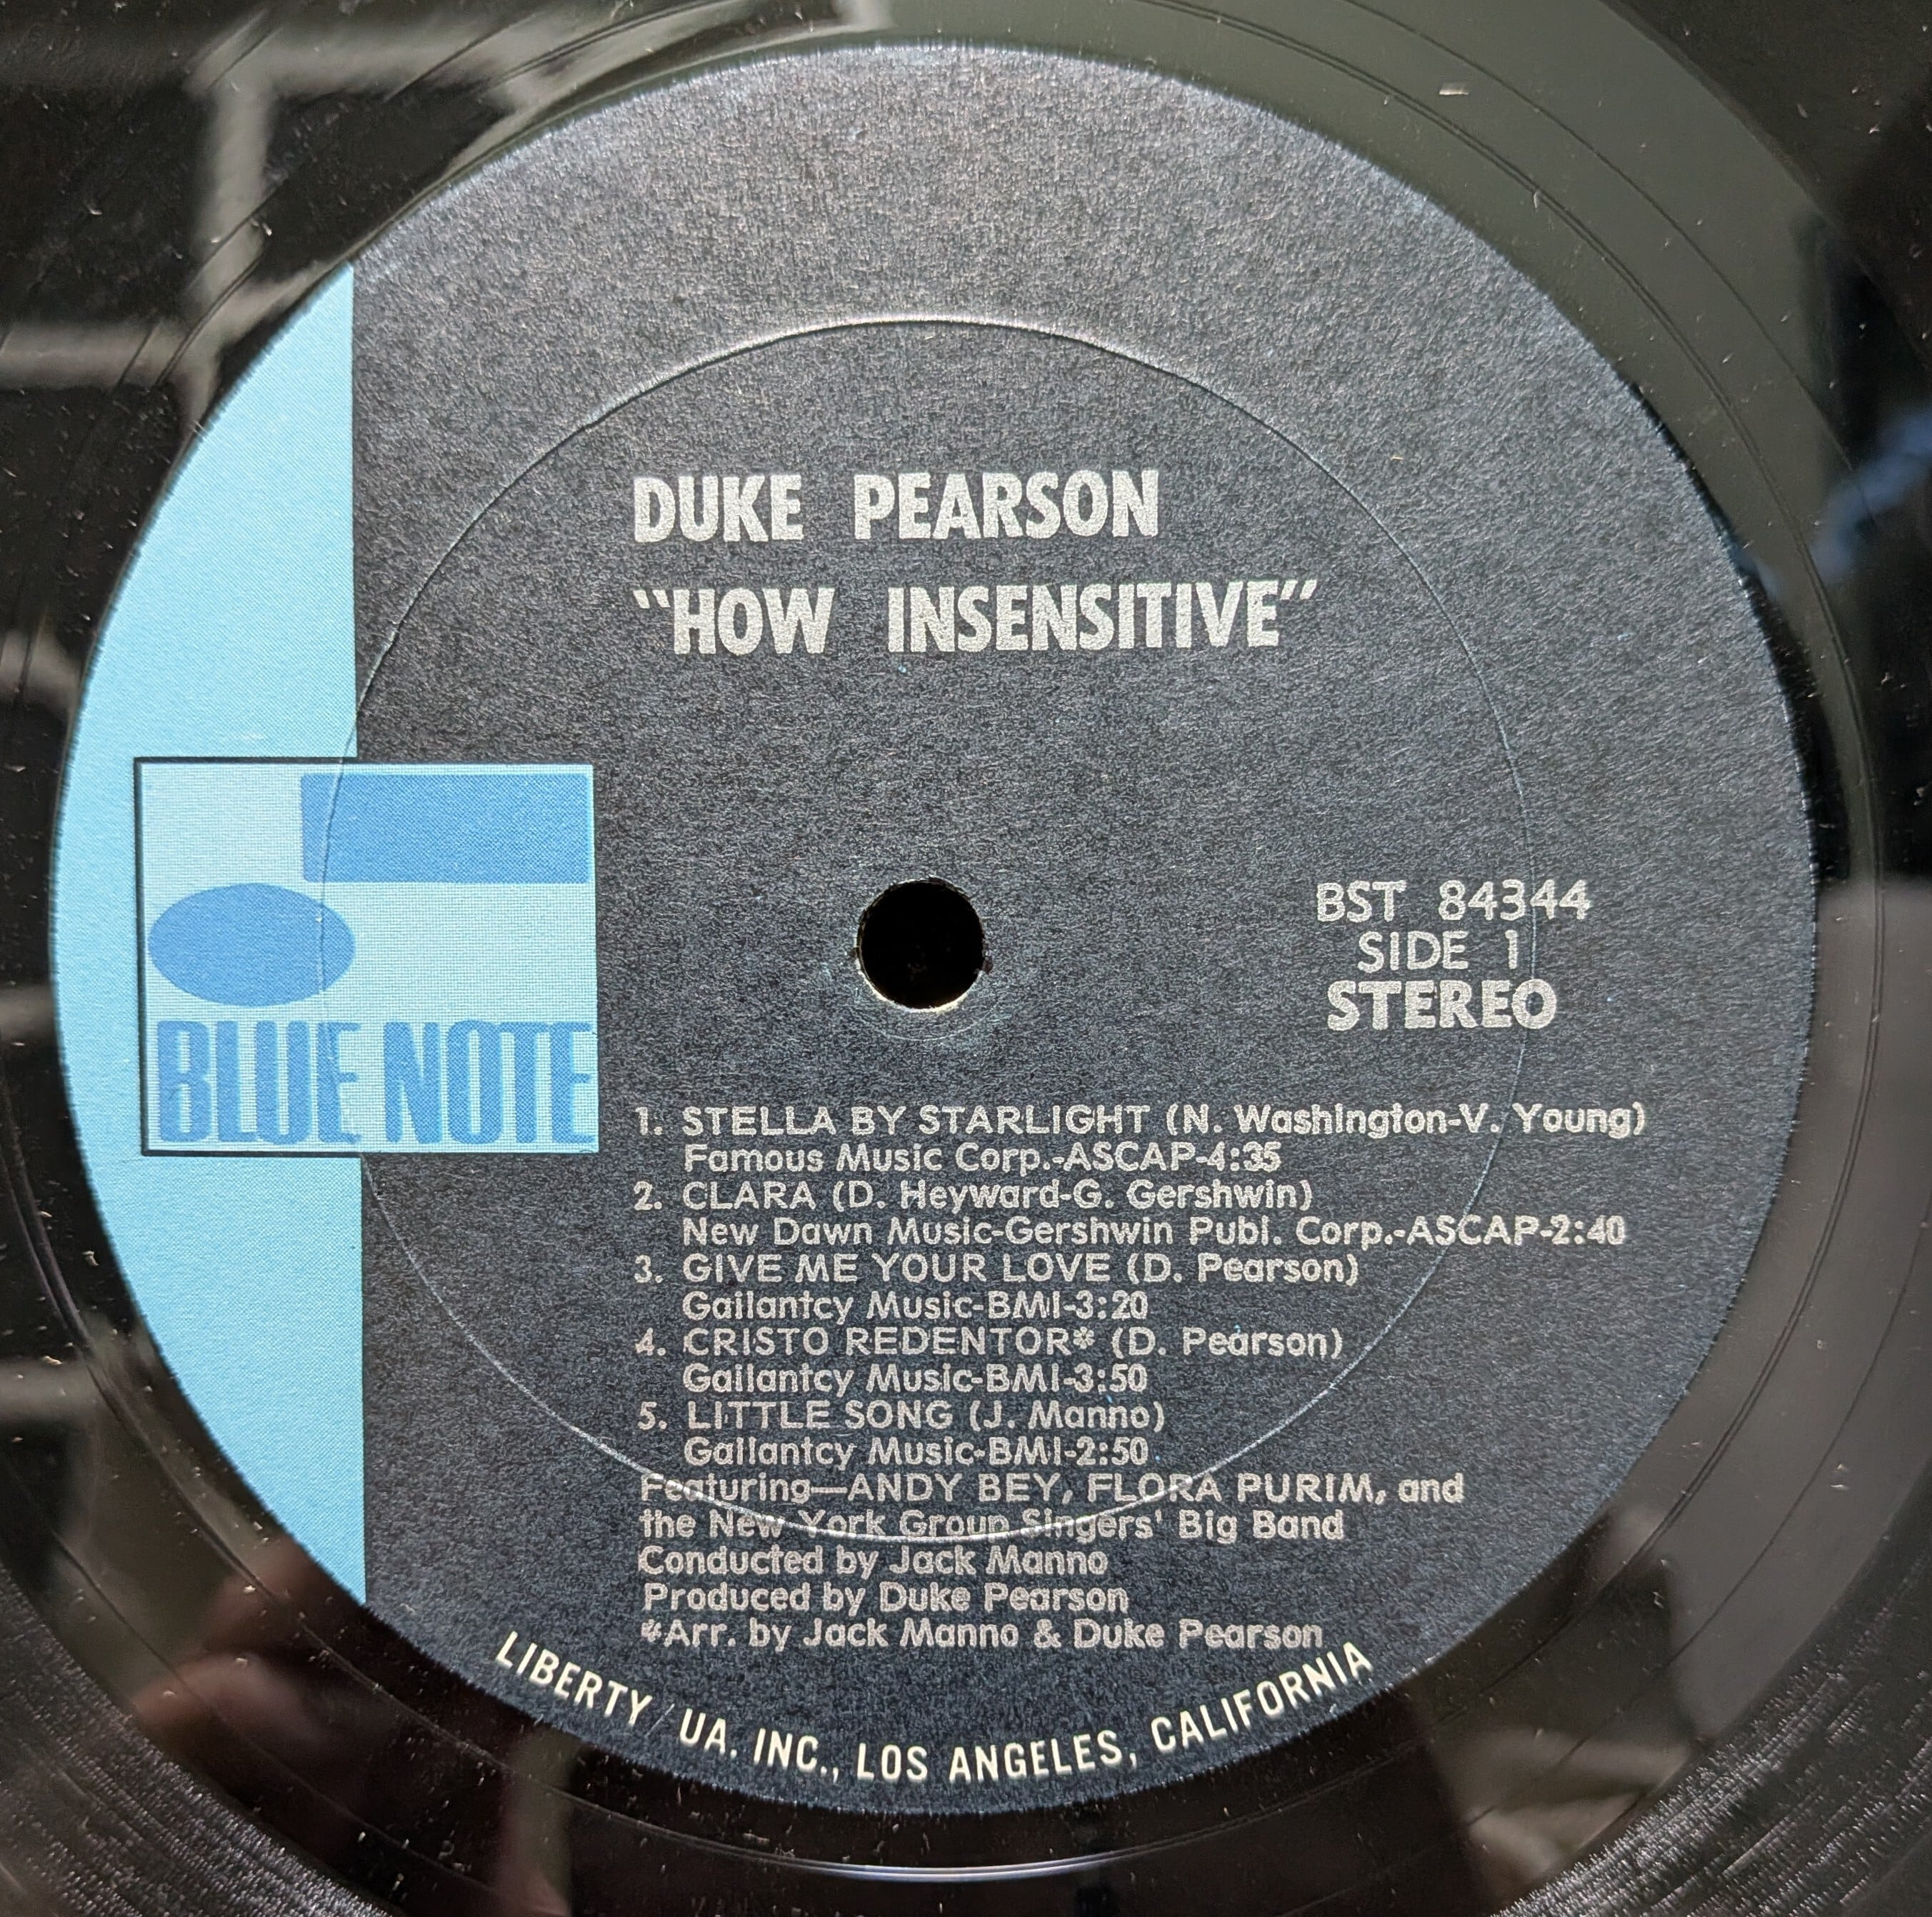 DUKE PEARSON
"HOW INSENSITIVE"
BLUE NOTE
BST 84344
SIDE 1
STEREO
1. STELLA BY STARLIGHT (N. Washington-V. Young)
Famous Music Corp.-ASCAP-4:35
2. CLARA (D. Heyward-G. Gershwin)
New Dawn Music-Gershwin Publ. Corp.-ASCAP-2:40
3. GIVE ME YOUR LOVE (D. Pearson)
Gallantcy Music-BMI-3:20
4. CRISTO REDENTOR* (D. Pearson)
Gallantcy Music-BMI-3:50
5. LITTLE SONG (J. Manno)
Gallantcy Music-BMI-2:50
Featuring—ANDY BEY, FLORA PURIM, and
the New York Group Singers' Big Band
Conducted by Jack Manno
Produced by Duke Pearson
*Arr. by Jack Manno & Duke Pearson
LIBERTY/UA. INC., LOS ANGELES, CALIFORNIA